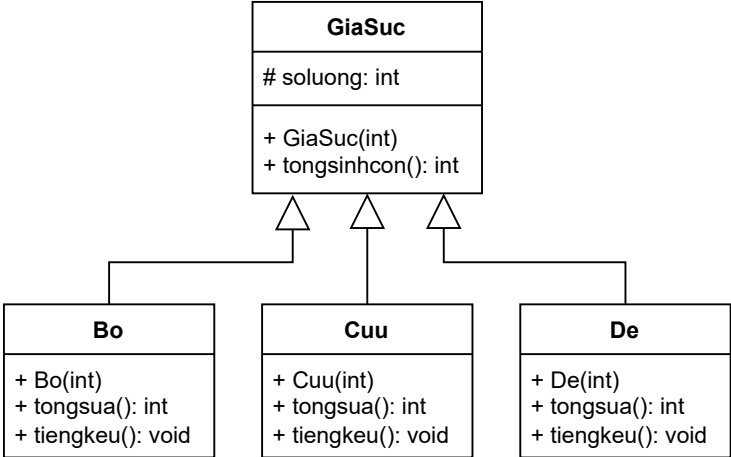 GiaSuc
# soluong: int
+ GiaSuc(int)
+ tongsinhcon(): int
Bo
+ Bo(int)
+ tongsua(): int
+ tiengkeu(): void
Cuu
+ Cuu(int)
+ tongsua(): int
+ tiengkeu(): void
De
+ De(int)
+ tongsua(): int
+ tiengkeu(): void